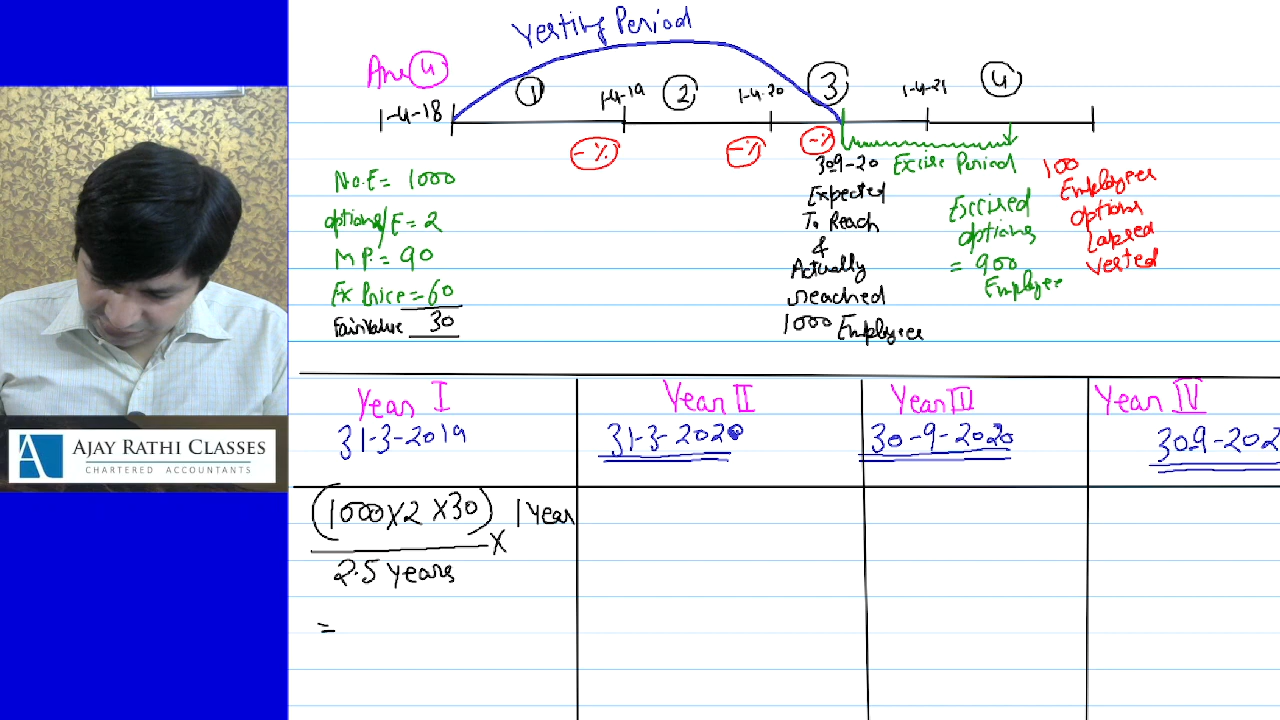 Vesting Period
Ans 4
1 2 3 4
1-4-18 1-4-19 1-4-20 1-4-21
-% -% -%
No.E = 1000
options/E = 2
M P. = 90
Ex Price = 60
Fair Value 30
30-9-20
Expected
To Reach
&
Actually
reached
1000 Employees
Excise Period
Excised
options
= 900
Employee
100
Employees
options
Lapsed
Vested
AJAY RATHI CLASSES
CHARTERED ACCOUNTANTS
Year I Year II Year III Year IV
31-3-2019 31-3-2020 30-9-2020 309-202
(1000 X 2 X 30) X 1 Year
2.5 years
=